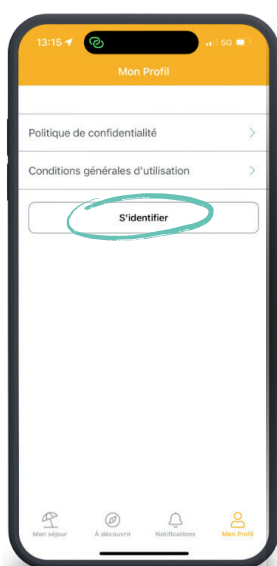 13:15
5G
Mon Profil
Politique de confidentialité
Conditions générales d'utilisation
S'identifier
Mon séjour
À découvrir
Notifications
Mon Profil